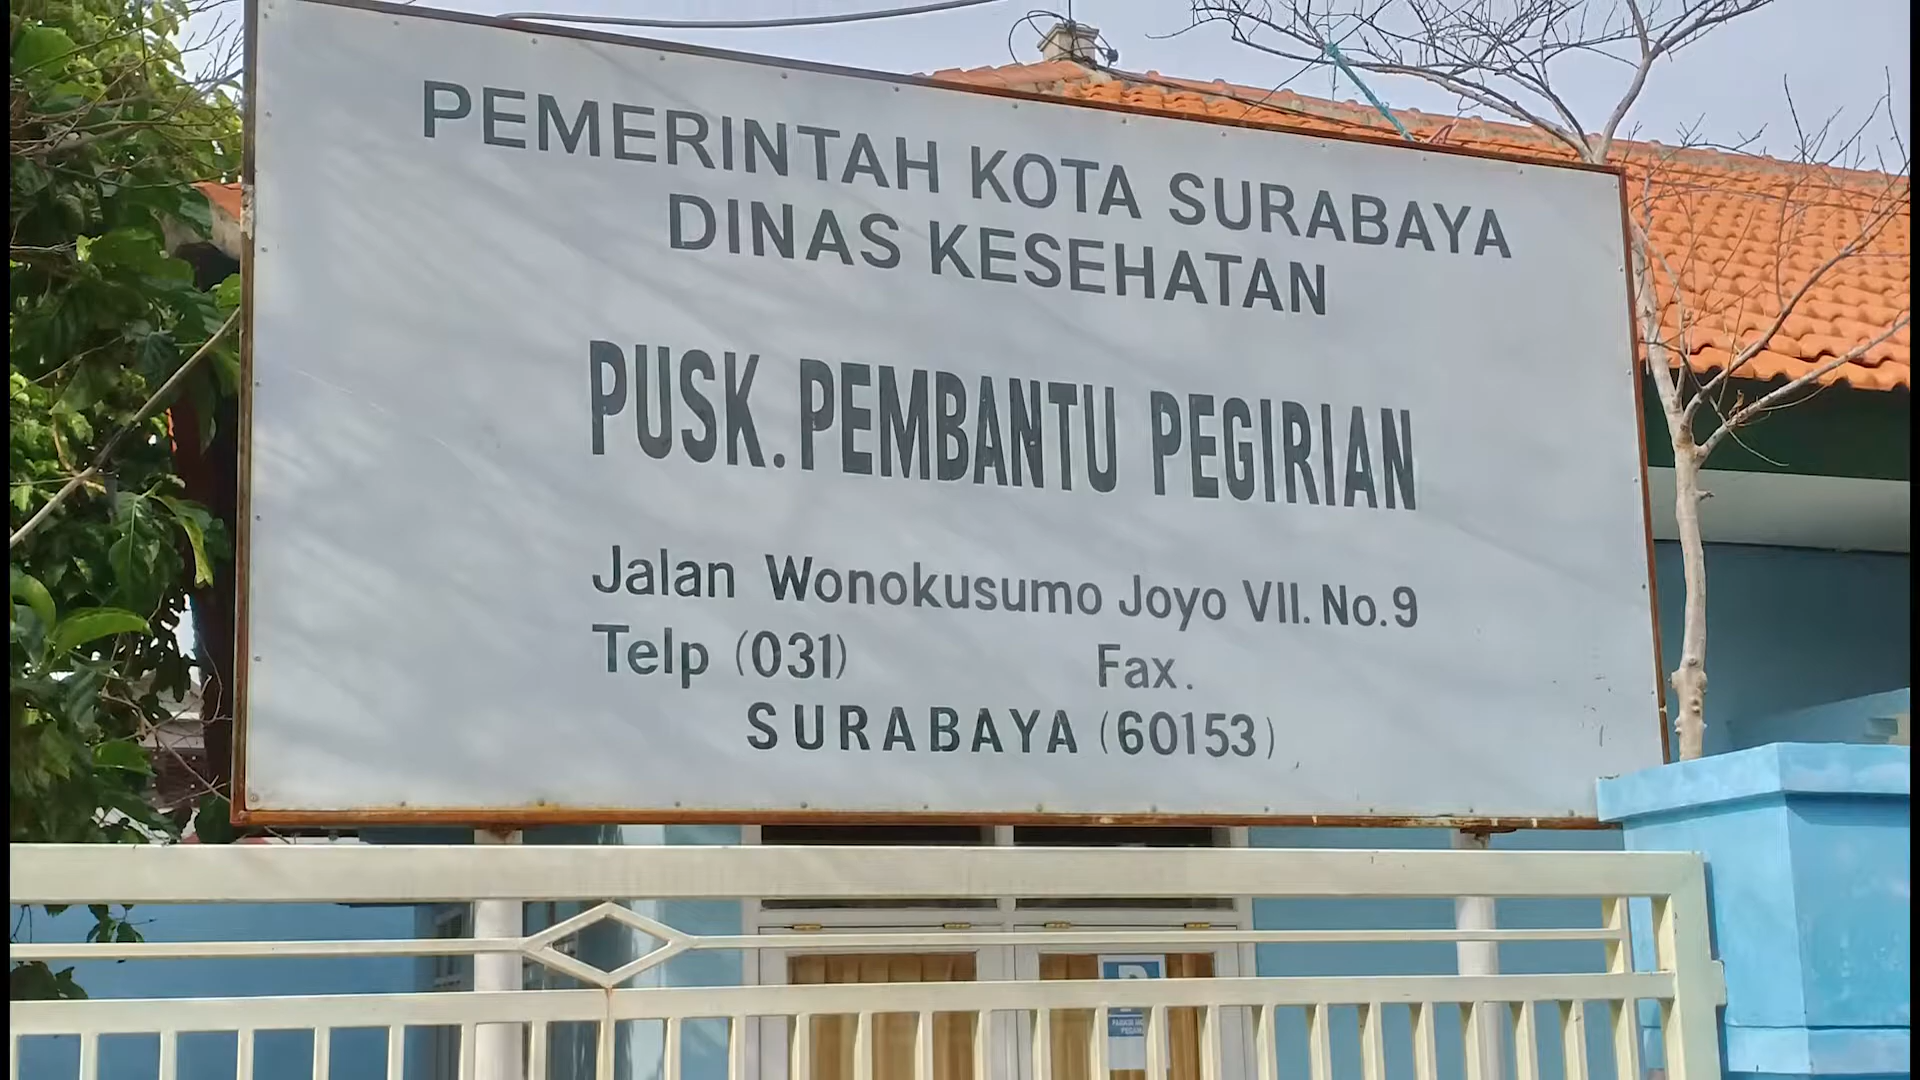 PEMERINTAH KOTA SURABAYA
DINAS KESEHATAN
PUSK. PEMBANTU PEGIRIAN
Jalan Wonokusumo Joyo VII. No. 9
Telp (031) Fax.
SURABAYA (60153)
P